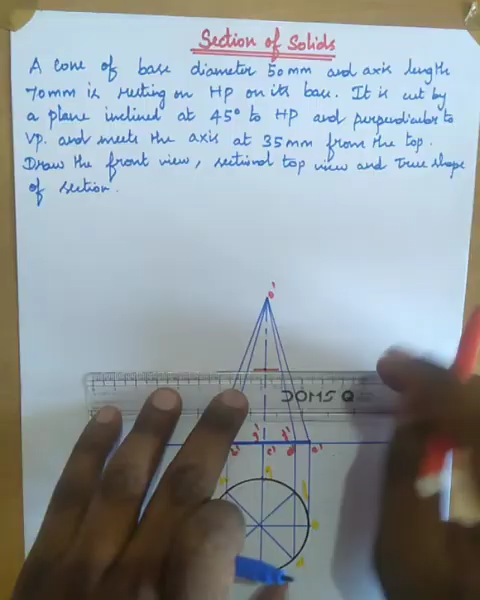 Section of Solids
A cone of base diameter 50mm and axis length
70mm is resting on HP on its base. It is cut by
a plane inclined at 45° to HP and perpendicular to
VP. and meets the axis at 35mm from the top.
Draw the front view, sectional top view and True shape
of section.
o'
DOMS